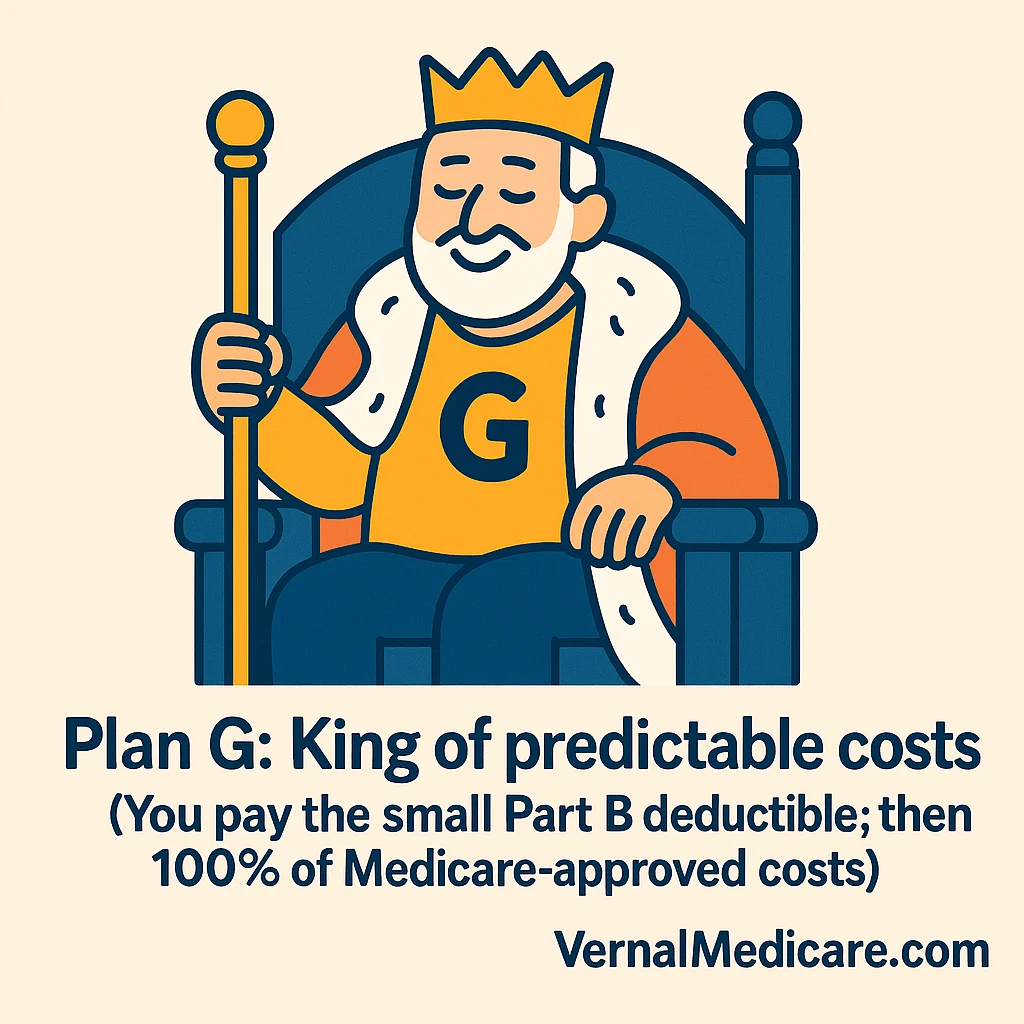 G
Plan G: King of predictable costs
(You pay the small Part B deductible; then
100% of Medicare-approved costs)
VernalMedicare.com